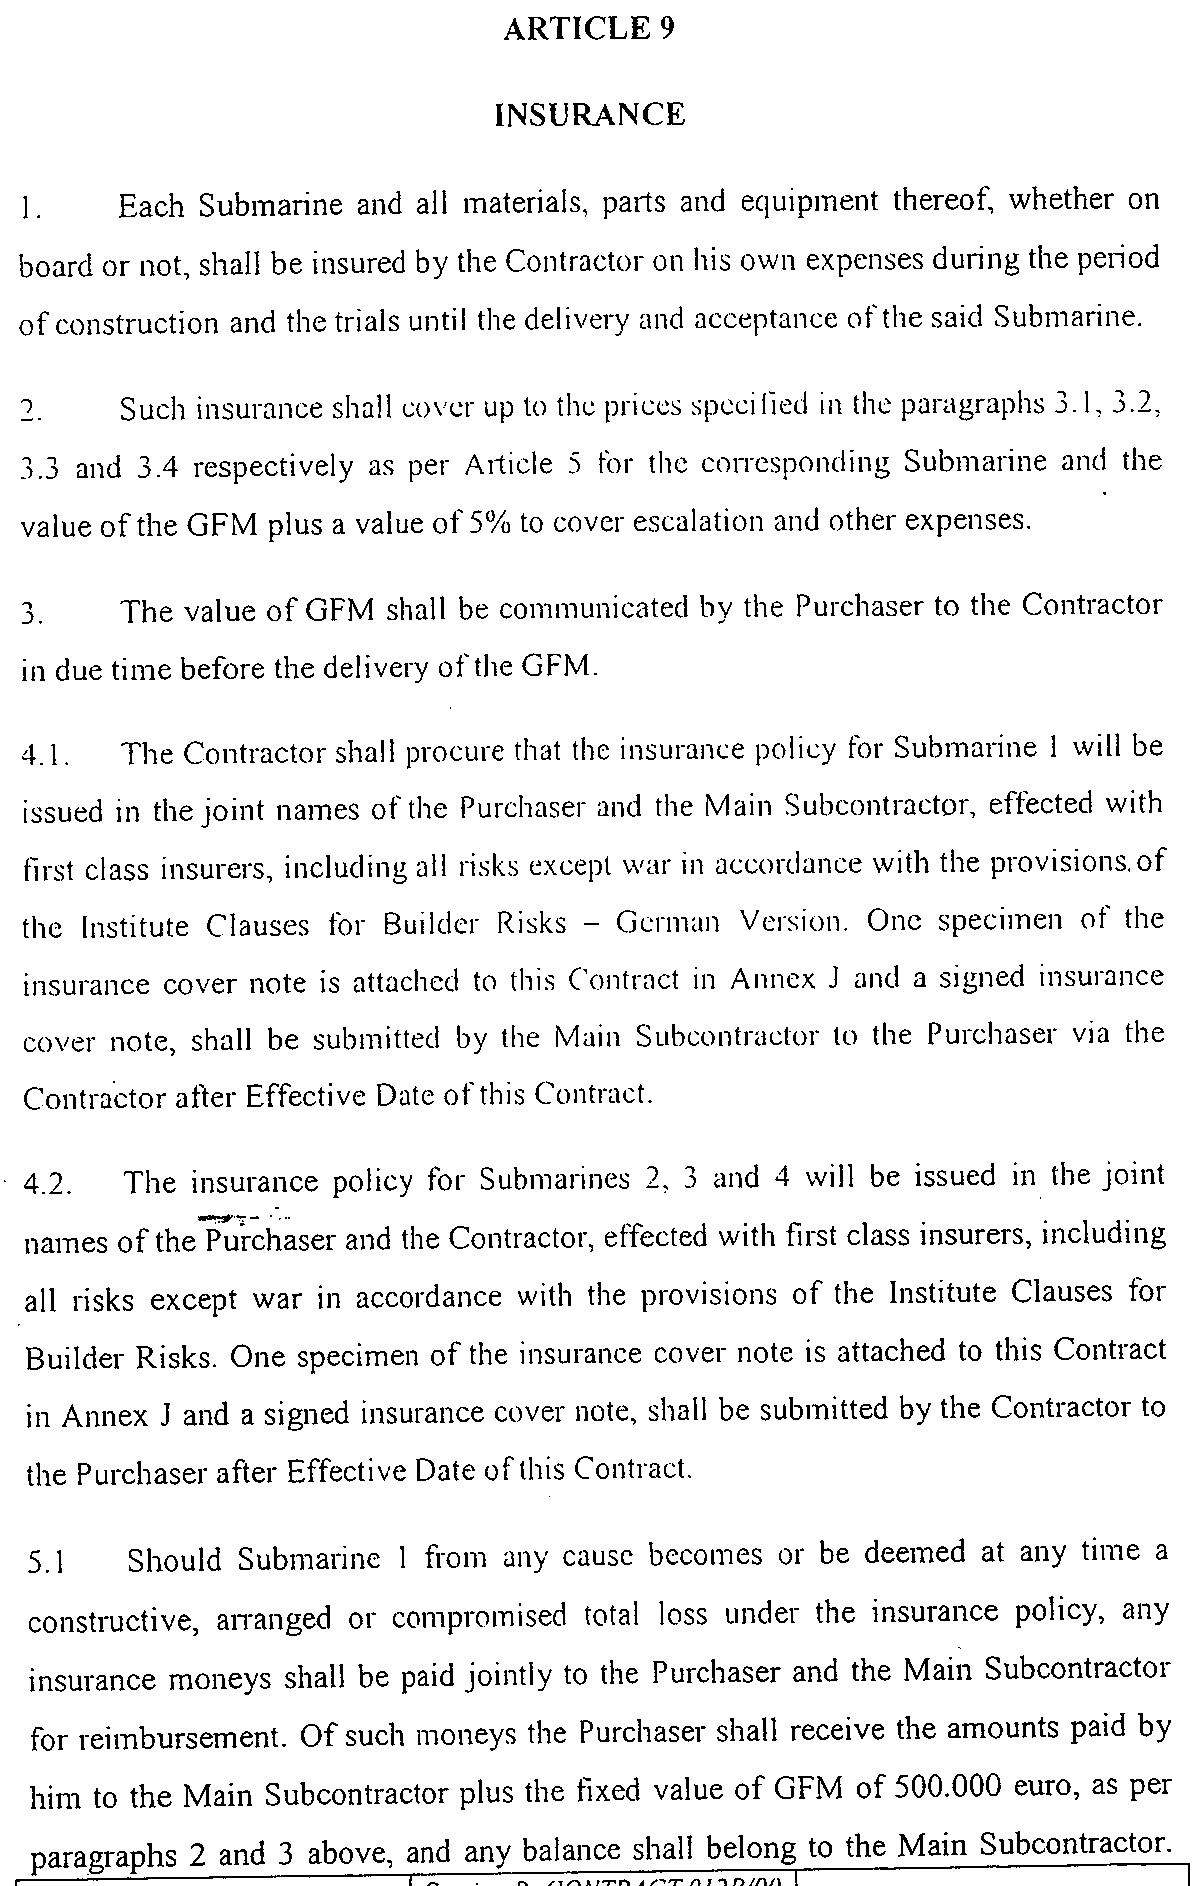 ARTICLE 9
INSURANCE
1. Each Submarine and all materials, parts and equipment thereof, whether on
board or not, shall be insured by the Contractor on his own expenses during the period
of construction and the trials until the delivery and acceptance of the said Submarine.
2. Such insurance shall cover up to the prices specified in the paragraphs 3.1, 3.2,
3.3 and 3.4 respectively as per Article 5 for the corresponding Submarine and the
value of the GFM plus a value of 5% to cover escalation and other expenses.
3. The value of GFM shall be communicated by the Purchaser to the Contractor
in due time before the delivery of the GFM.
4.1. The Contractor shall procure that the insurance policy for Submarine 1 will be
issued in the joint names of the Purchaser and the Main Subcontractor, effected with
first class insurers, including all risks except war in accordance with the provisions of
the Institute Clauses for Builder Risks – German Version. One specimen of the
insurance cover note is attached to this Contract in Annex J and a signed insurance
cover note, shall be submitted by the Main Subcontractor to the Purchaser via the
Contractor after Effective Date of this Contract.
4.2. The insurance policy for Submarines 2, 3 and 4 will be issued in the joint
names of the Purchaser and the Contractor, effected with first class insurers, including
all risks except war in accordance with the provisions of the Institute Clauses for
Builder Risks. One specimen of the insurance cover note is attached to this Contract
in Annex J and a signed insurance cover note, shall be submitted by the Contractor to
the Purchaser after Effective Date of this Contract.
5.1 Should Submarine 1 from any cause becomes or be deemed at any time a
constructive, arranged or compromised total loss under the insurance policy, any
insurance moneys shall be paid jointly to the Purchaser and the Main Subcontractor
for reimbursement. Of such moneys the Purchaser shall receive the amounts paid by
him to the Main Subcontractor plus the fixed value of GFM of 500.000 euro, as per
paragraphs 2 and 3 above, and any balance shall belong to the Main Subcontractor.